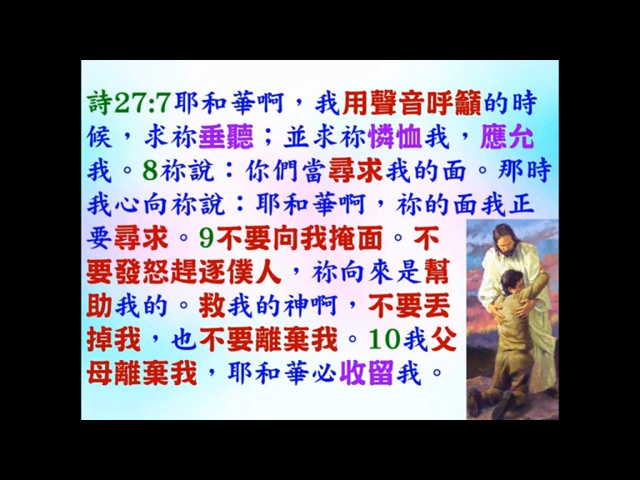 詩27:7耶和華啊，我用聲音呼籲的時
候，求祢垂聽；並求祢憐恤我，應允
我。8祢說：你們當尋求我的面。那時
我心向祢說：耶和華啊，祢的面我正
要尋求。9不要向我掩面。不
要發怒趕逐僕人，祢向來是幫
助我的。救我的神啊，不要丟
掉我，也不要離棄我。10我父
母離棄我，耶和華必收留我。